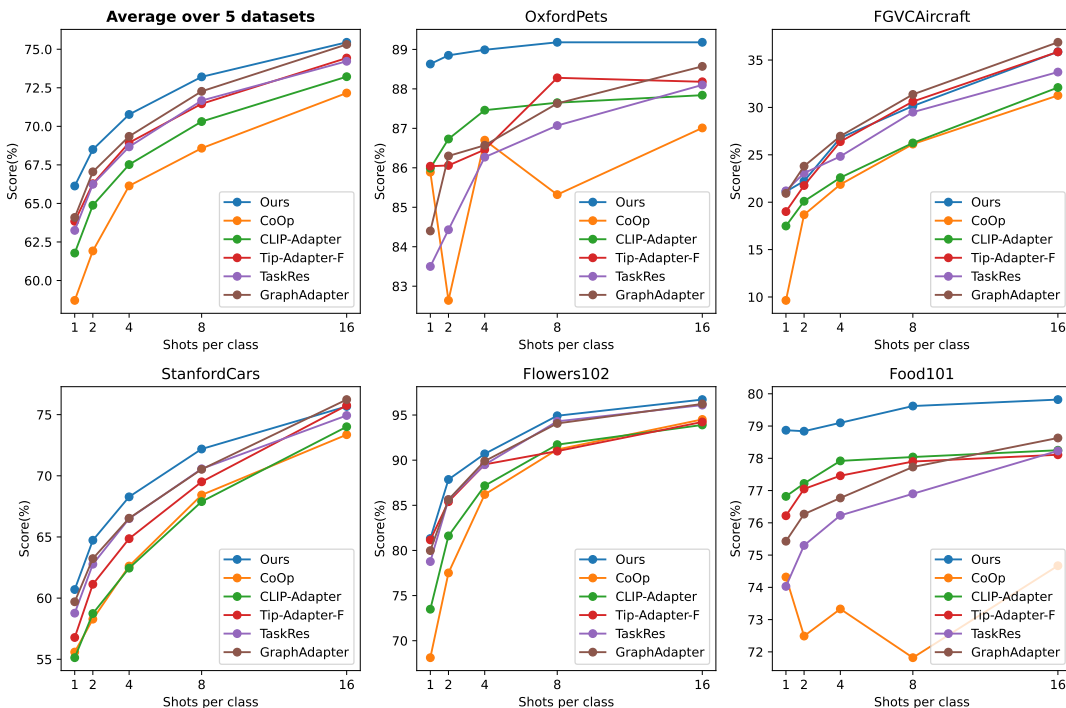 Average over 5 datasets
75.0
72.5
70.0
67.5
65.0
62.5
60.0
Score(%)
Ours
CoOp
CLIP-Adapter
Tip-Adapter-F
TaskRes
GraphAdapter
1 2 4 8 16
Shots per class
OxfordPets
89
88
87
86
85
84
83
Score(%)
Ours
CoOp
CLIP-Adapter
Tip-Adapter-F
TaskRes
GraphAdapter
1 2 4 8 16
Shots per class
FGVCAircraft
35
30
25
20
15
10
Score(%)
Ours
CoOp
CLIP-Adapter
Tip-Adapter-F
TaskRes
GraphAdapter
1 2 4 8 16
Shots per class
StanfordCars
75
70
65
60
55
Score(%)
Ours
CoOp
CLIP-Adapter
Tip-Adapter-F
TaskRes
GraphAdapter
1 2 4 8 16
Shots per class
Flowers102
95
90
85
80
75
70
Score(%)
Ours
CoOp
CLIP-Adapter
Tip-Adapter-F
TaskRes
GraphAdapter
1 2 4 8 16
Shots per class
Food101
80
79
78
77
76
75
74
73
72
Score(%)
Ours
CoOp
CLIP-Adapter
Tip-Adapter-F
TaskRes
GraphAdapter
1 2 4 8 16
Shots per class